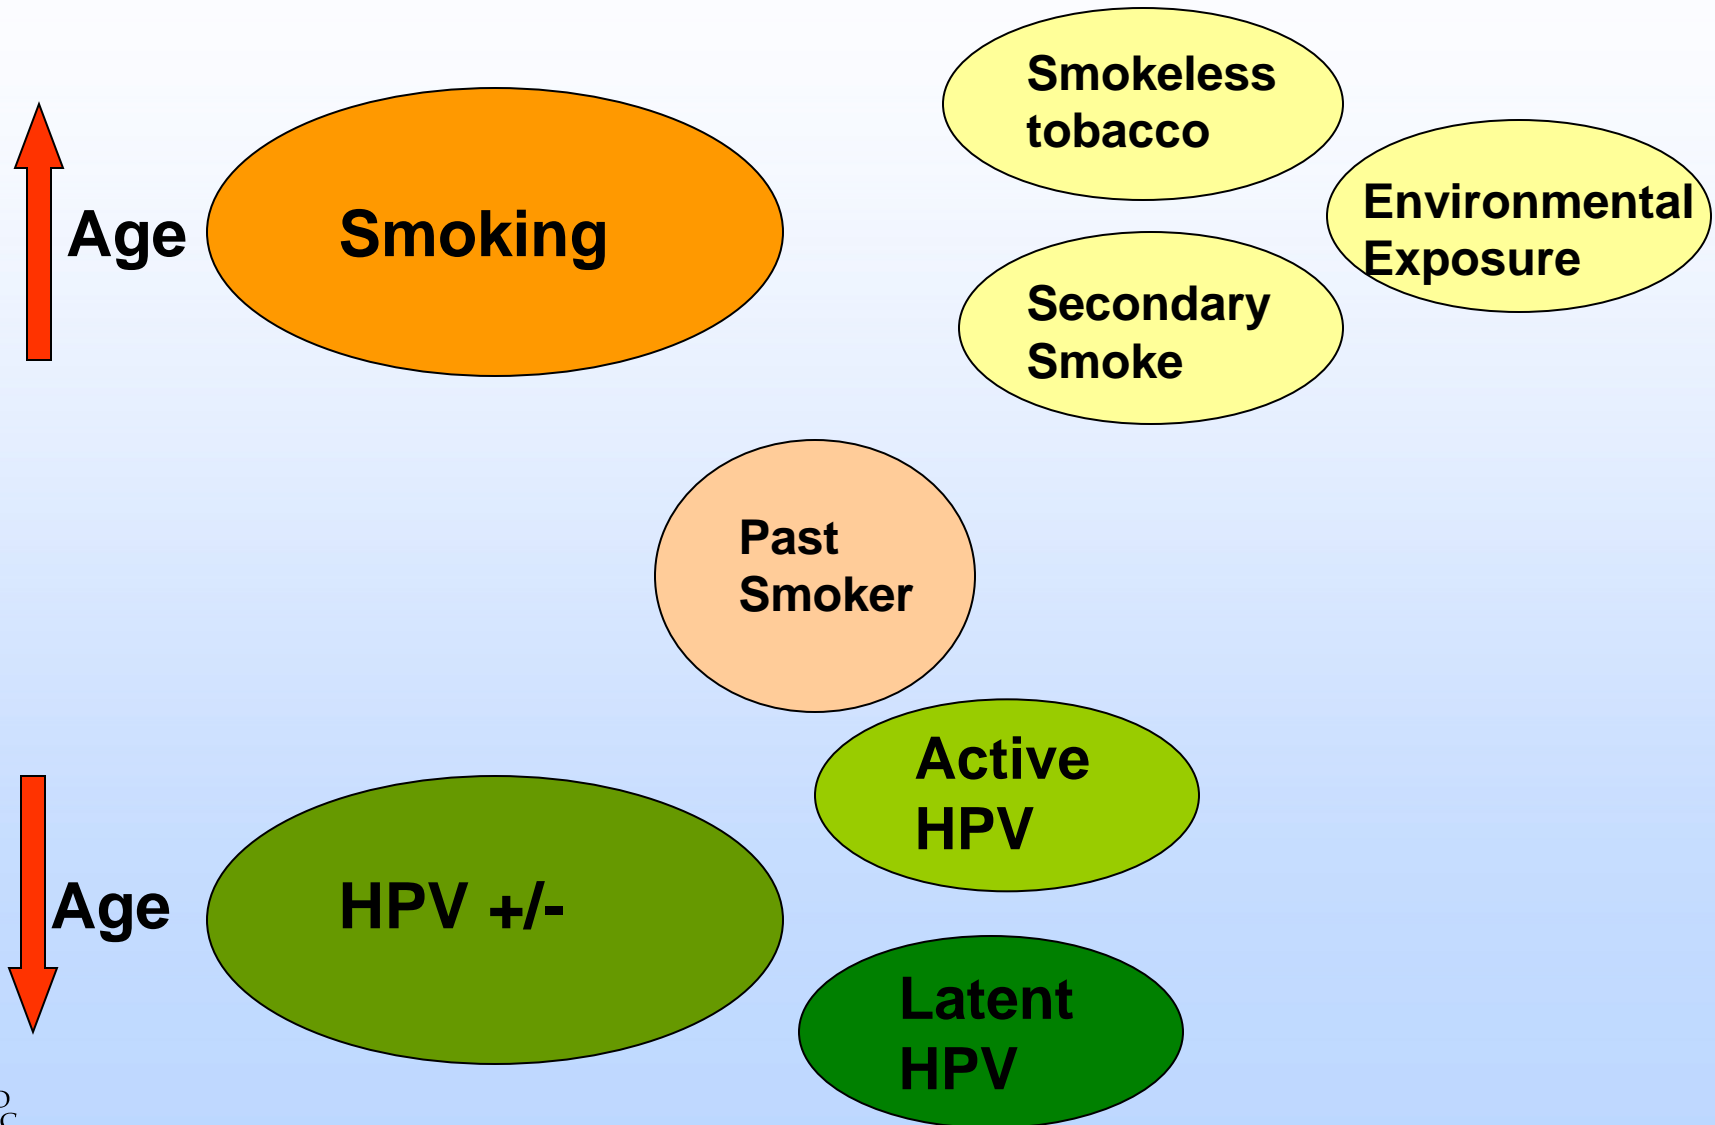 Smokeless
tobacco
Age
Smoking
Environmental
Exposure
Secondary
Smoke
Past
Smoker
Active
HPV
Age
HPV +/-
Latent
HPV